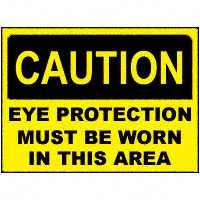 CAUTION
EYE PROTECTION
MUST BE WORN
IN THIS AREA